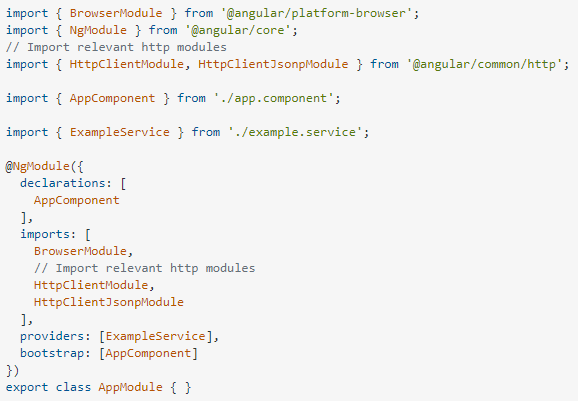 import { BrowserModule } from '@angular/platform-browser';
import { NgModule } from '@angular/core';
// Import relevant http modules
import { HttpClientModule, HttpClientJsonpModule } from '@angular/common/http';

import { AppComponent } from './app.component';

import { ExampleService } from './example.service';

@NgModule({
  declarations: [
    AppComponent
  ],
  imports: [
    BrowserModule,
    // Import relevant http modules
    HttpClientModule,
    HttpClientJsonpModule
  ],
  providers: [ExampleService],
  bootstrap: [AppComponent]
})
export class AppModule { }